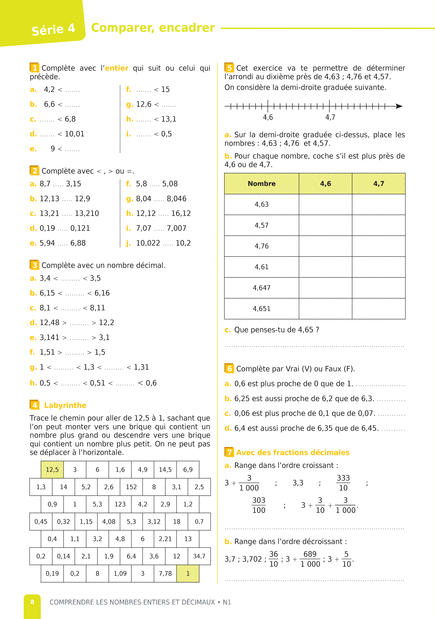 Série 4 Comparer, encadrer
1 Complète avec l'entier qui suit ou celui qui
précède.
a. 4,2 < ....... f. ....... < 15
b. 6,6 < ....... g. 12,6 < .......
c. ....... < 6,8 h. ....... < 13,1
d. ....... < 10,01 i. ....... < 0,5
e. 9 < .......
2 Complète avec < , > ou =.
a. 8,7 ..... 3,15 f. 5,8 ..... 5,08
b. 12,13 ..... 12,9 g. 8,04 ..... 8,046
c. 13,21 ..... 13,210 h. 12,12 ..... 16,12
d. 0,19 ..... 0,121 i. 7,07 ..... 7,007
e. 5,94 ..... 6,88 j. 10,022 ..... 10,2
3 Complète avec un nombre décimal.
a. 3,4 < ......... < 3,5
b. 6,15 < ......... < 6,16
c. 8,1 < ......... < 8,11
d. 12,48 > ......... > 12,2
e. 3,141 > ......... > 3,1
f. 1,51 > ......... > 1,5
g. 1 < ......... < 1,3 < ......... < 1,31
h. 0,5 < ......... < 0,51 < ......... < 0,6
4 Labyrinthe
Trace le chemin pour aller de 12,5 à 1, sachant que
l'on peut monter vers une brique qui contient un
nombre plus grand ou descendre vers une brique
qui contient un nombre plus petit. On ne peut pas
se déplacer à l'horizontale.
12,5 3 6 1,6 4,9 14,5 6,9
1,3 14 5,2 2,6 152 8 3,1 2,5
0,9 1 5,3 123 4,2 2,9 1,2
0,45 0,32 1,15 4,08 5,3 3,12 18 0,7
0,4 1,1 3,2 4,8 6 2,21 13
0,2 0,14 2,1 1,9 6,4 3,6 12 34,7
0,19 0,2 8 1,09 3 7,78 1
5 Cet exercice va te permettre de déterminer
l'arrondi au dixième près de 4,63 ; 4,76 et 4,57.
On considère la demi-droite graduée suivante.
4,6 4,7
a. Sur la demi-droite graduée ci-dessus, place les
nombres : 4,63 ; 4,76 et 4,57.
b. Pour chaque nombre, coche s'il est plus près de
4,6 ou de 4,7.
Nombre 4,6 4,7
4,63
4,57
4,76
4,61
4,647
4,651
c. Que penses-tu de 4,65 ?
6 Complète par Vrai (V) ou Faux (F).
a. 0,6 est plus proche de 0 que de 1. .....................
b. 6,25 est aussi proche de 6,2 que de 6,3. ...........
c. 0,06 est plus proche de 0,1 que de 0,07. ...........
d. 6,4 est aussi proche de 6,35 que de 6,45. ..........
7 Avec des fractions décimales
a. Range dans l'ordre croissant :
3 + 3/1 000 ; 3,3 ; 333/10 ;
303/100 ; 3 + 3/10 + 3/1 000.
b. Range dans l'ordre décroissant :
3,7 ; 3,702 ; 36/10 ; 3 + 689/1 000 ; 3 + 5/10.
8 COMPRENDRE LES NOMBRES ENTIERS ET DÉCIMAUX • N1